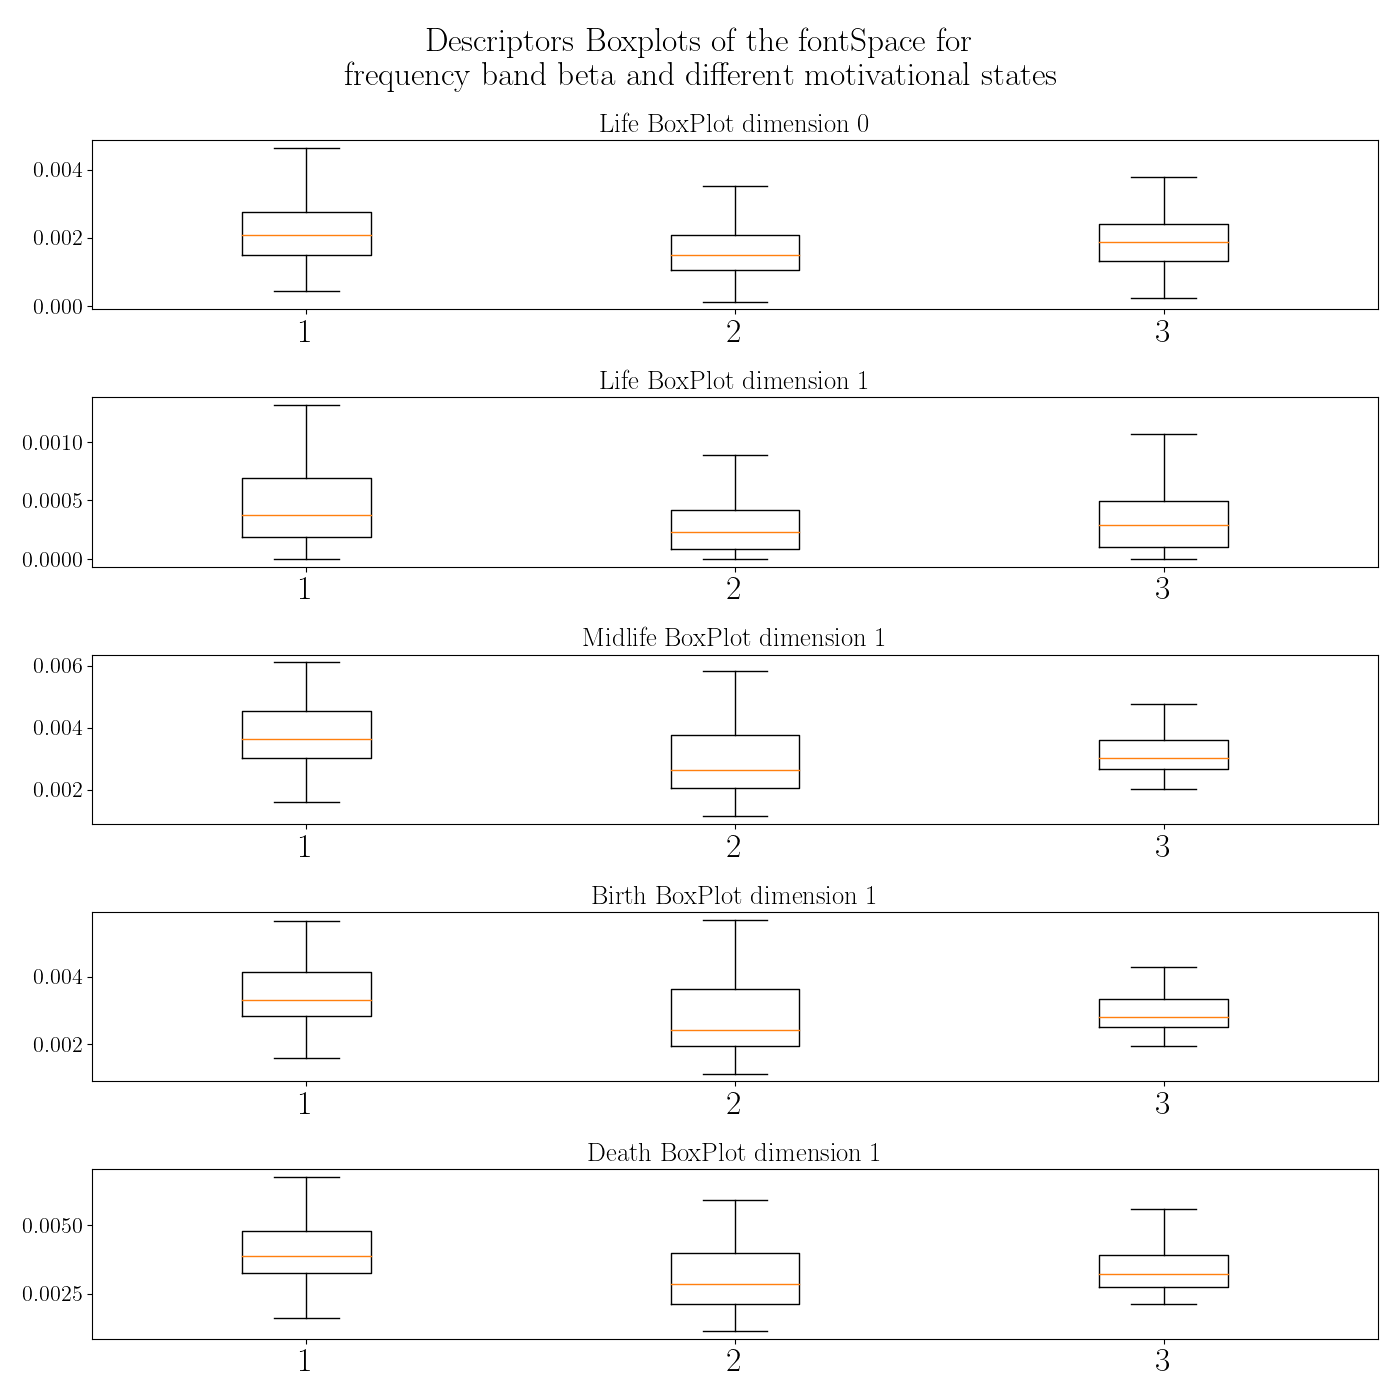 Descriptors Boxplots of the fontSpace for
frequency band beta and different motivational states
Life BoxPlot dimension 0
0.004
0.002
0.000
1 2 3
Life BoxPlot dimension 1
0.0010
0.0005
0.0000
1 2 3
Midlife BoxPlot dimension 1
0.006
0.004
0.002
1 2 3
Birth BoxPlot dimension 1
0.004
0.002
1 2 3
Death BoxPlot dimension 1
0.0050
0.0025
1 2 3